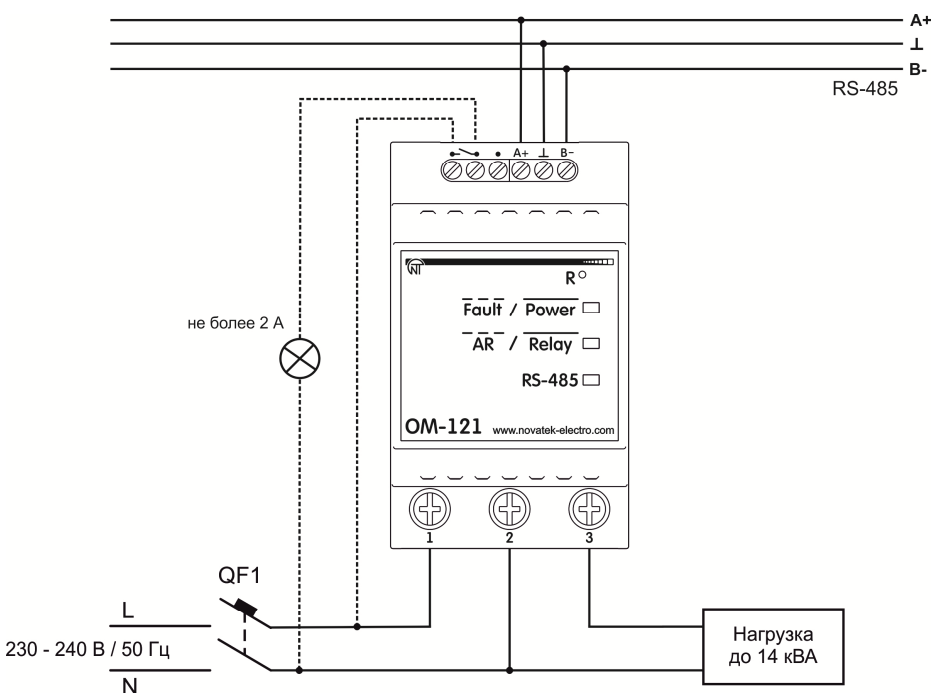 A+
⊥
B-
RS-485
A+ ⊥ B-
NT
R
Fault / Power
AR / Relay
RS-485
не более 2 А
OM-121 www.novatek-electro.com
1 2 3
QF1
L
230 - 240 В / 50 Гц
N
Нагрузка
до 14 кВА